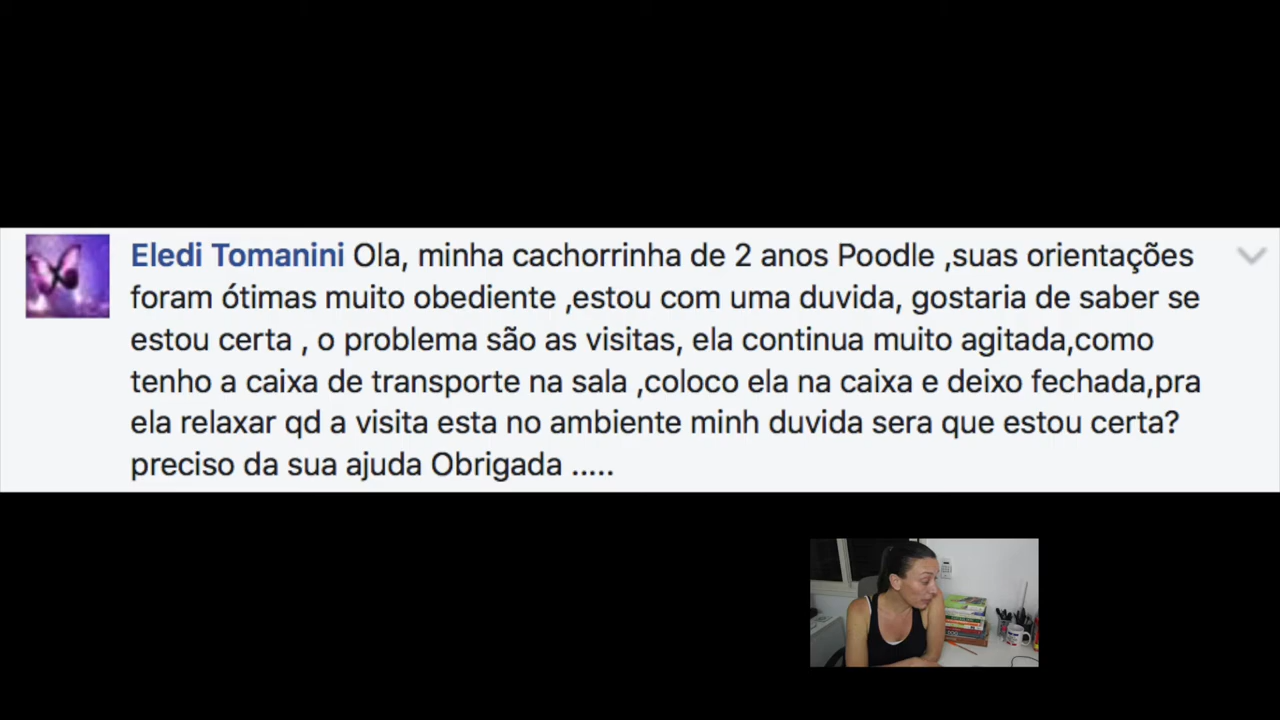 Eledi Tomanini Ola, minha cachorrinha de 2 anos Poodle ,suas orientações
foram ótimas muito obediente ,estou com uma duvida, gostaria de saber se
estou certa , o problema são as visitas, ela continua muito agitada,como
tenho a caixa de transporte na sala ,coloco ela na caixa e deixo fechada,pra
ela relaxar qd a visita esta no ambiente minh duvida sera que estou certa?
preciso da sua ajuda Obrigada .....